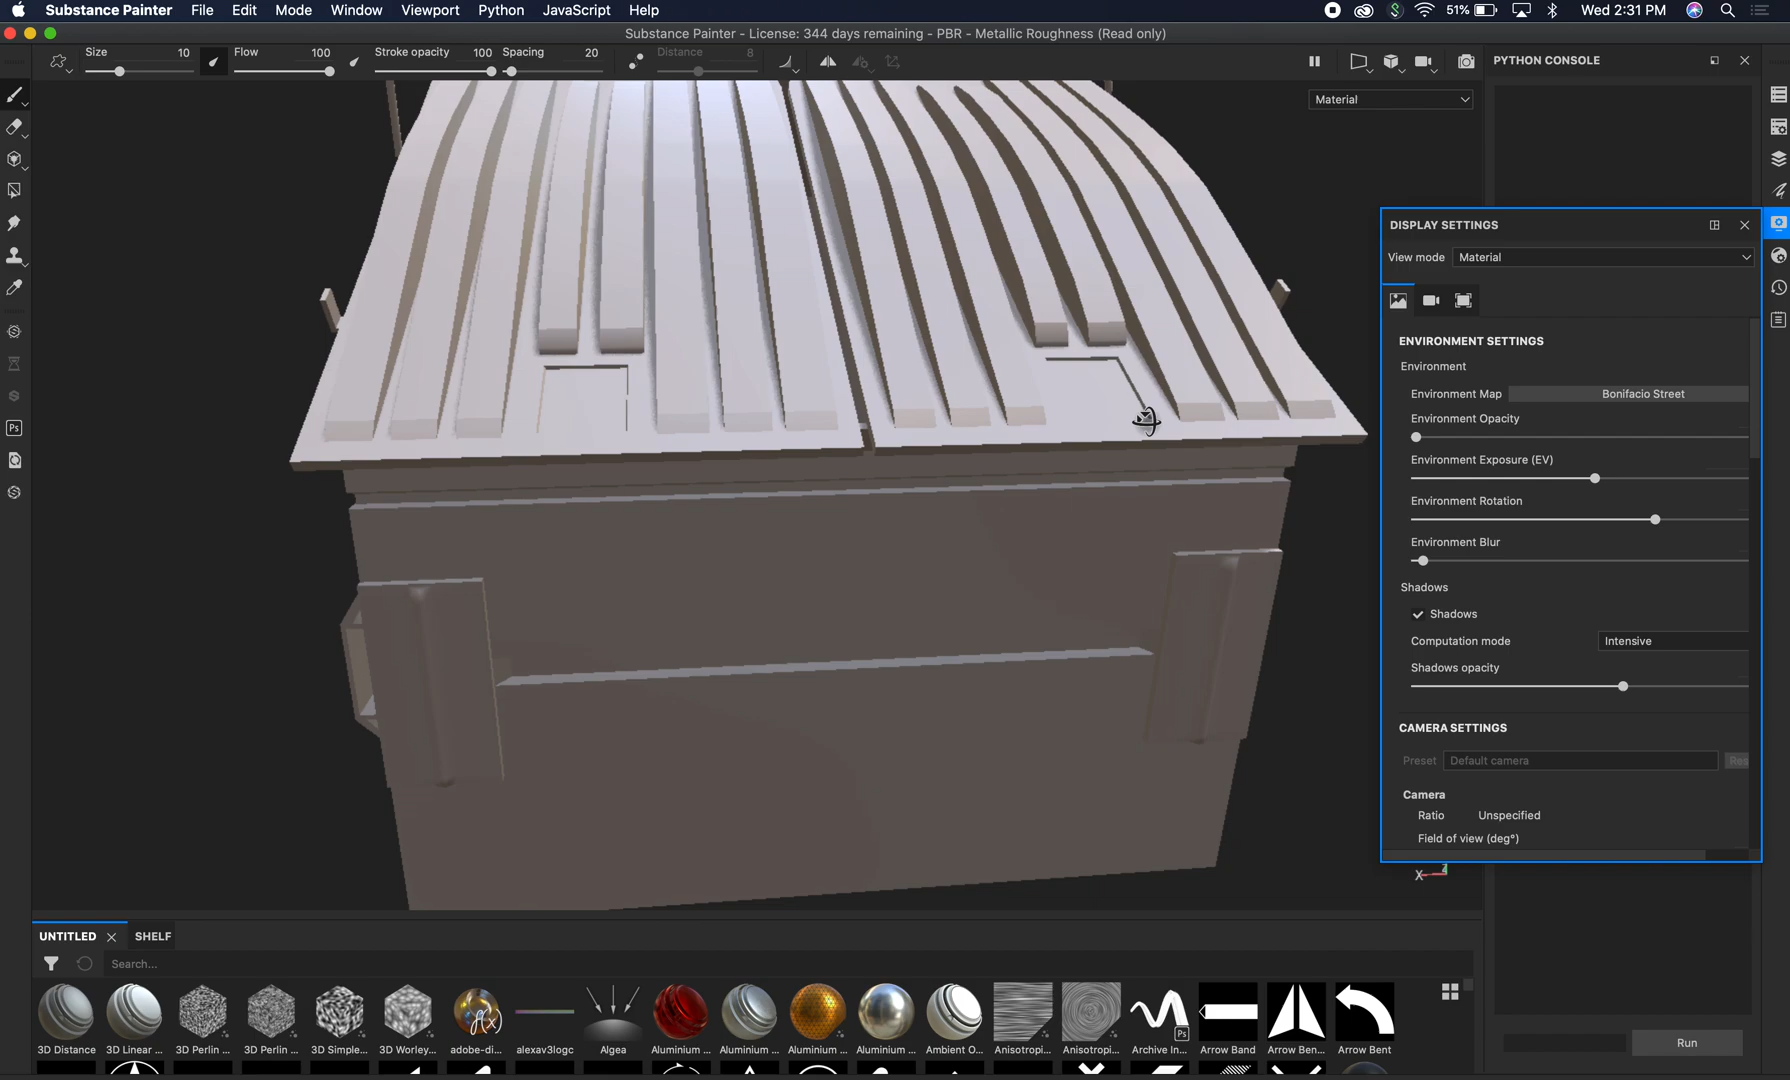 Substance Painter File Edit Mode Window Viewport Python JavaScript Help 51% Wed 2:31 PM
Substance Painter - License: 344 days remaining - PBR - Metallic Roughness (Read only)
Size 10 Flow 100 Stroke opacity 100 Spacing 20 Distance 8
PYTHON CONSOLE
Material
DISPLAY SETTINGS
View mode Material
ENVIRONMENT SETTINGS
Environment
Environment Map Bonifacio Street
Environment Opacity
Environment Exposure (EV)
Environment Rotation
Environment Blur
Shadows
Shadows
Computation mode Intensive
Shadows opacity
CAMERA SETTINGS
Preset Default camera Res
Camera
Ratio Unspecified
Field of view (deg°)
X
Ps
UNTITLED SHELF
Search...
f(x)
Ps
3D Distance 3D Linear ... 3D Perlin ... 3D Perlin ... 3D Simple... 3D Worley... adobe-di... alexav3logc Algea Aluminium ... Aluminium ... Aluminium ... Aluminium ... Ambient O... Anisotropi... Anisotropi... Archive In... Arrow Band Arrow Ben... Arrow Bent
Run